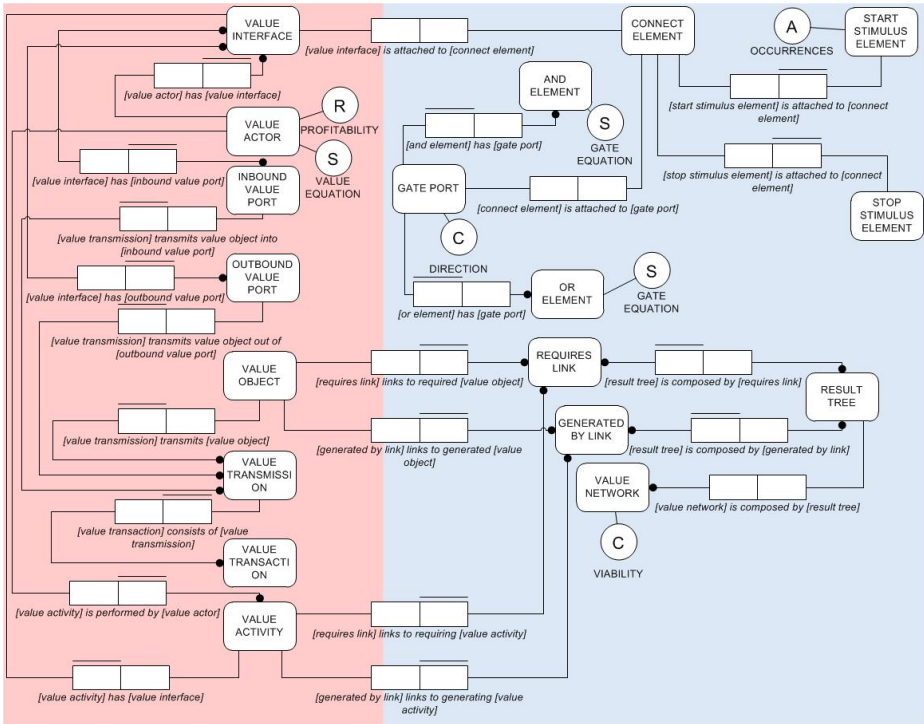 VALUE
INTERFACE
[value interface] is attached to [connect element]
CONNECT
ELEMENT
A
OCCURRENCES
START
STIMULUS
ELEMENT
[value actor] has [value interface]
AND
ELEMENT
[start stimulus element] is attached to [connect
element]
VALUE
ACTOR
R
PROFITABILITY
S
VALUE
EQUATION
[and element] has [gate port]
S
GATE
EQUATION
[value interface] has [inbound value port]
INBOUND
VALUE
PORT
GATE PORT
[connect element] is attached to [gate port]
[stop stimulus element] is attached to [connect
element]
STOP
STIMULUS
ELEMENT
[value transmission] transmits value object into
[inbound value port]
C
DIRECTION
OUTBOUND
VALUE
PORT
[value interface] has [outbound value port]
OR
ELEMENT
S
GATE
EQUATION
[or element] has [gate port]
[value transmission] transmits value object out of
[outbound value port]
VALUE
OBJECT
[requires link] links to required [value object]
REQUIRES
LINK
[result tree] is composed by [requires link]
RESULT
TREE
[value transmission] transmits [value object]
[generated by link] links to generated [value
object]
GENERATED
BY LINK
[result tree] is composed by [generated by link]
VALUE
TRANSMISSI
ON
VALUE
NETWORK
[value network] is composed by [result tree]
[value transaction] consists of [value
transmission]
C
VIABILITY
VALUE
TRANSACTI
ON
[value activity] is performed by [value actor]
VALUE
ACTIVITY
[requires link] links to requiring [value activity]
[value activity] has [value interface]
[generated by link] links to generating [value
activity]